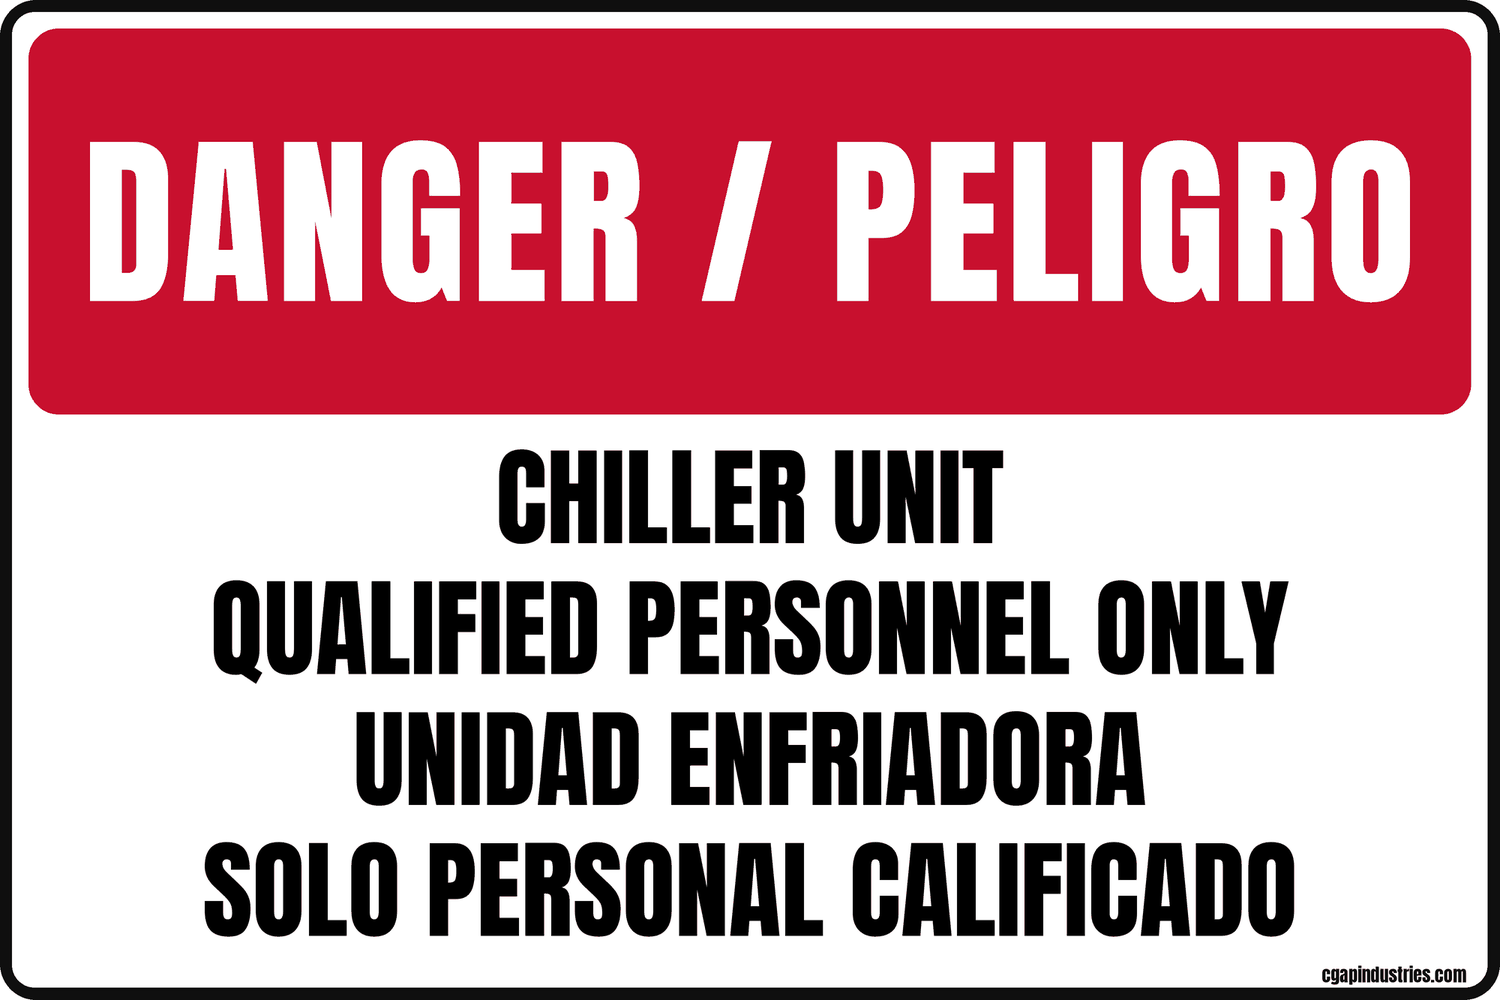 DANGER / PELIGRO
CHILLER UNIT
QUALIFIED PERSONNEL ONLY
UNIDAD ENFRIADORA
SOLO PERSONAL CALIFICADO
cgapindustries.com